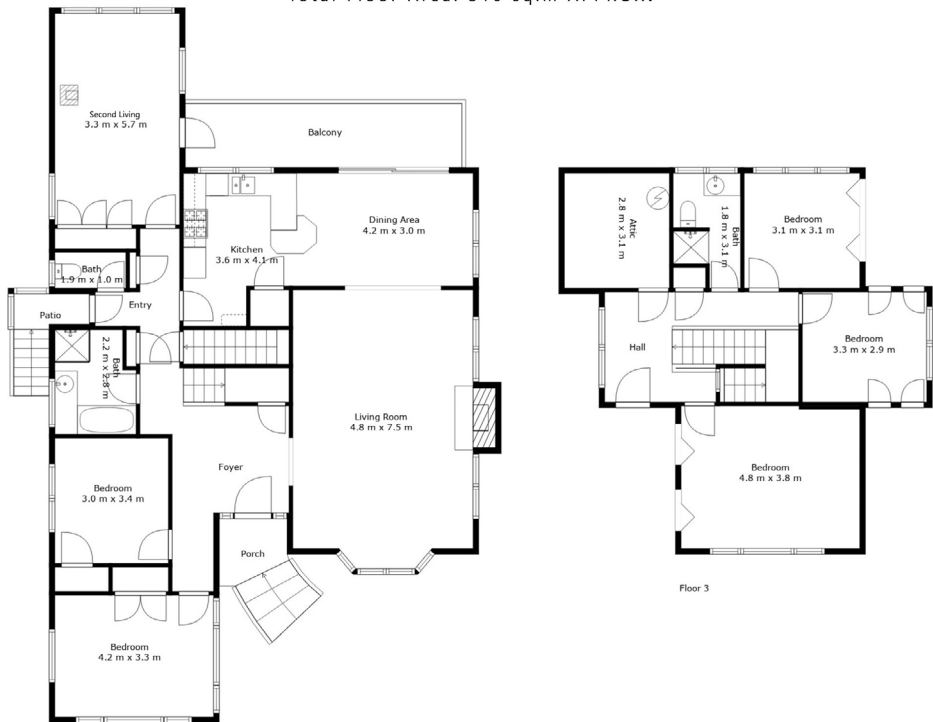 Second Living
3.3 m x 5.7 m
Balcony
Dining Area
4.2 m x 3.0 m
Kitchen
3.6 m x 4.1 m
Bath
1.9 m x 1.0 m
Entry
Patio
Bath
2.2 m x 2.8 m
Living Room
4.8 m x 7.5 m
Foyer
Bedroom
3.0 m x 3.4 m
Porch
Bedroom
4.2 m x 3.3 m
Attic
2.8 m x 3.1 m
Bath
1.8 m x 3.1 m
Bedroom
3.1 m x 3.1 m
Hall
Bedroom
3.3 m x 2.9 m
Bedroom
4.8 m x 3.8 m
Floor 3